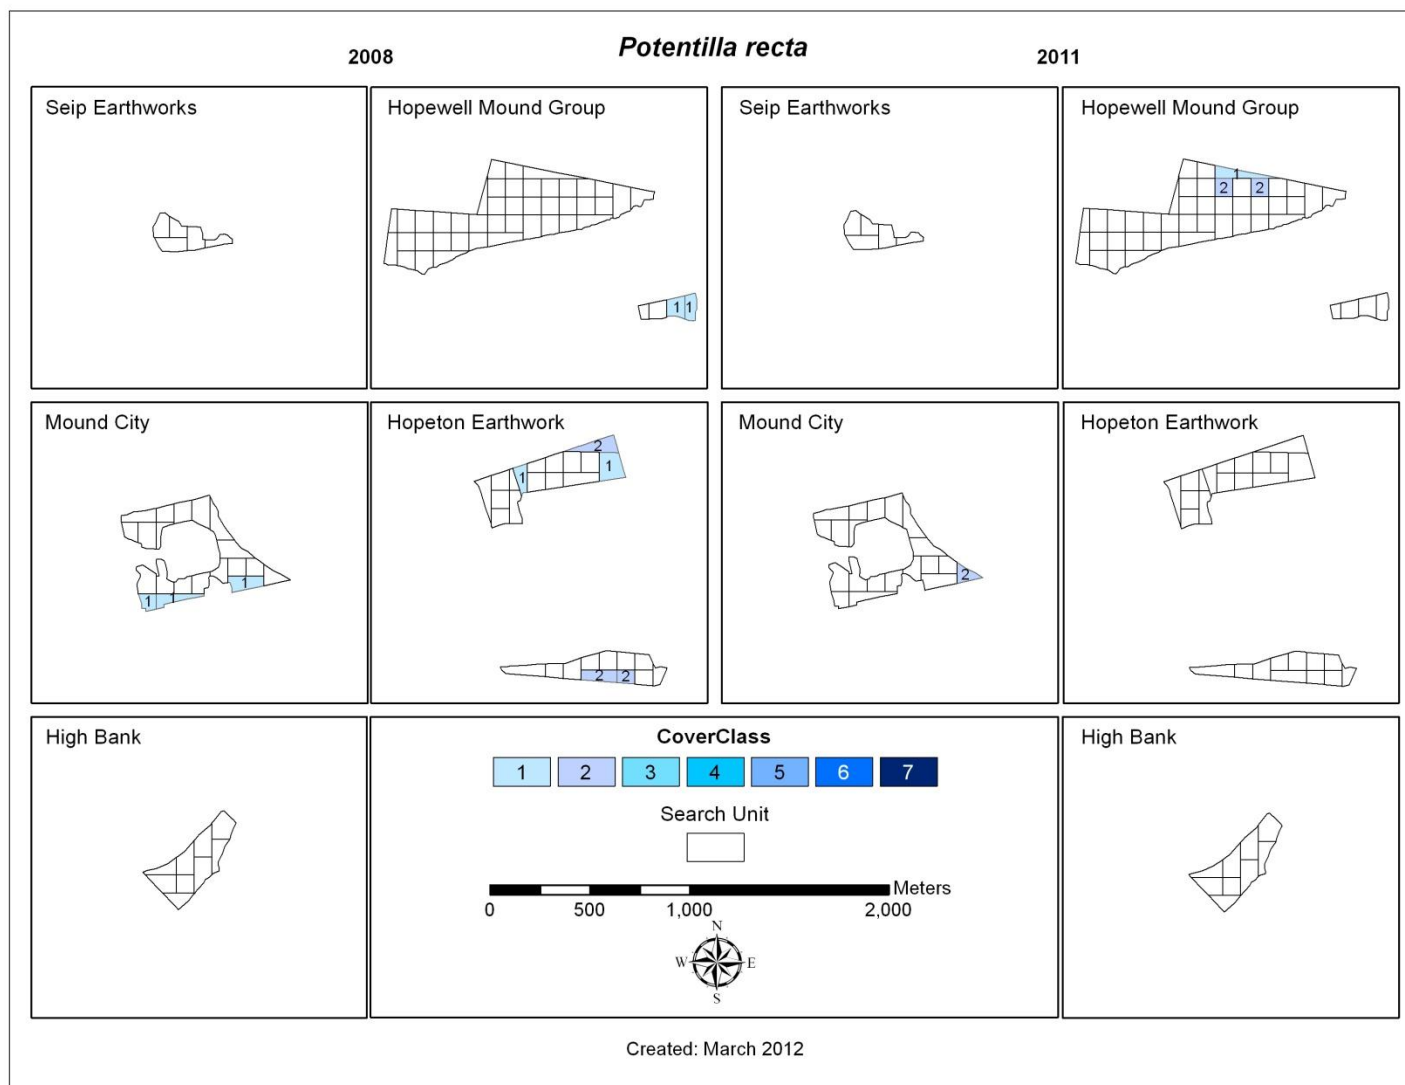 Potentilla recta
2008
2011
Seip Earthworks
Hopewell Mound Group
1 1
Seip Earthworks
Hopewell Mound Group
1
2 2
Mound City
1
1 1
Hopeton Earthwork
2
1 1
2 2
Mound City
2
Hopeton Earthwork
High Bank
CoverClass
1 2 3 4 5 6 7
Search Unit
Meters
0 500 1,000 2,000
N
W E
S
High Bank
Created: March 2012